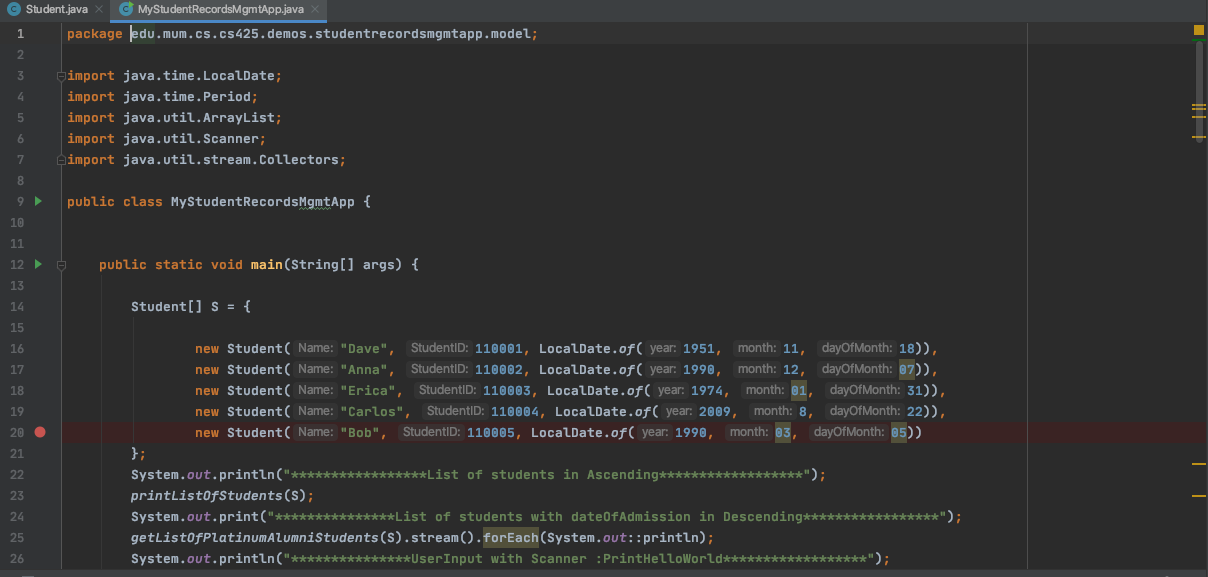 Student.java MyStudentRecordsMgmtApp.java
1 package edu.mum.cs.cs425.demos.studentrecordsmgmtapp.model;
2
3 import java.time.LocalDate;
4 import java.time.Period;
5 import java.util.ArrayList;
6 import java.util.Scanner;
7 import java.util.stream.Collectors;
8
9 public class MyStudentRecordsMgmtApp {
10
11
12 public static void main(String[] args) {
13
14 Student[] S = {
15
16 new Student( Name: "Dave", StudentID: 110001, LocalDate.of( year: 1951, month: 11, dayOfMonth: 18)),
17 new Student( Name: "Anna", StudentID: 110002, LocalDate.of( year: 1990, month: 12, dayOfMonth: 07)),
18 new Student( Name: "Erica", StudentID: 110003, LocalDate.of( year: 1974, month: 01, dayOfMonth: 31)),
19 new Student( Name: "Carlos", StudentID: 110004, LocalDate.of( year: 2009, month: 8, dayOfMonth: 22)),
20 new Student( Name: "Bob", StudentID: 110005, LocalDate.of( year: 1990, month: 03, dayOfMonth: 05))
21 };
22 System.out.println("*****************List of students in Ascending******************");
23 printListOfStudents(S);
24 System.out.print("***************List of students with dateOfAdmission in Descending*****************");
25 getListOfPlatinumAlumniStudents(S).stream().forEach(System.out::println);
26 System.out.println("***************UserInput with Scanner :PrintHelloWorld******************");